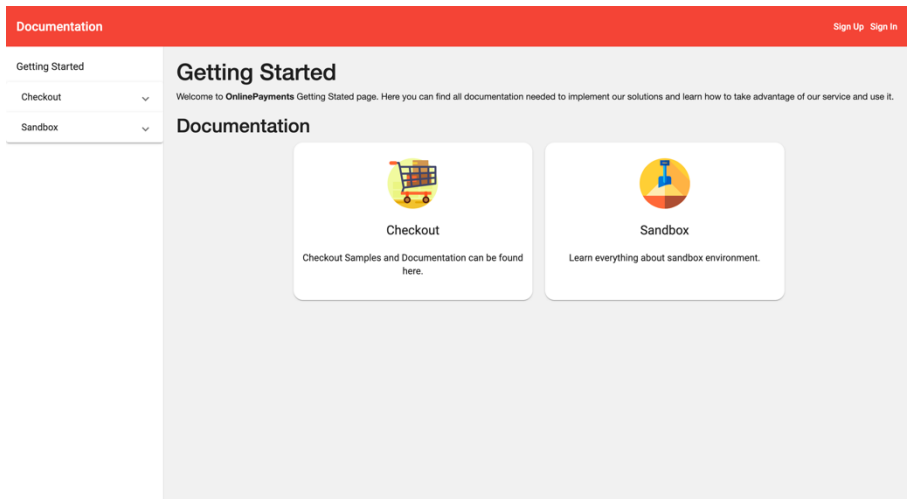 Documentation
Sign Up Sign In
Getting Started
Checkout
Sandbox
Getting Started
Welcome to OnlinePayments Getting Stated page. Here you can find all documentation needed to implement our solutions and learn how to take advantage of our service and use it.
Documentation
Checkout
Checkout Samples and Documentation can be found
here.
Sandbox
Learn everything about sandbox environment.